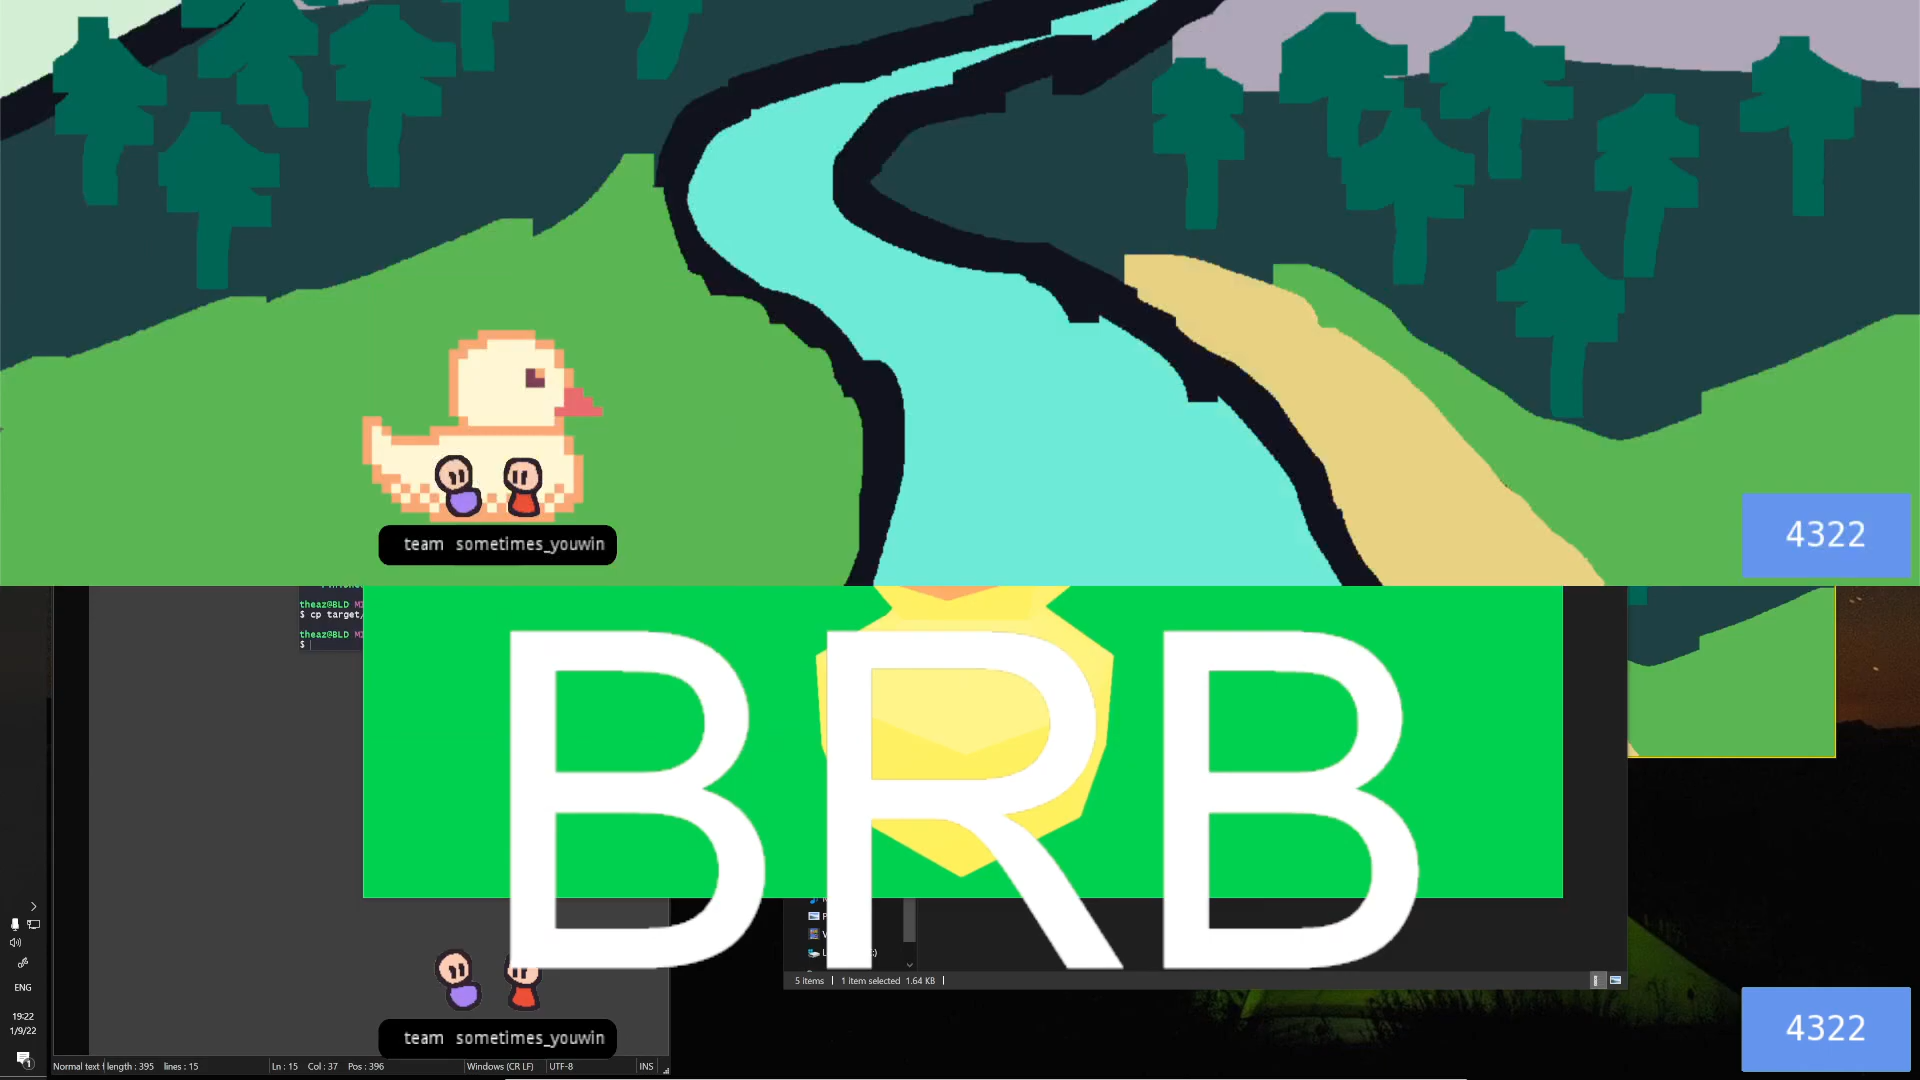 team sometimes_youwin
4322
theaz@BLD
$ cp target/
theaz@BLD
$
BRB
5 items 1 item selected 1.64 KB
ENG
19:22
1/9/22
team sometimes_youwin
4322
Normal text f length : 395 lines : 15 Ln : 15 Col : 37 Pos : 396 Windows (CR LF) UTF-8 INS